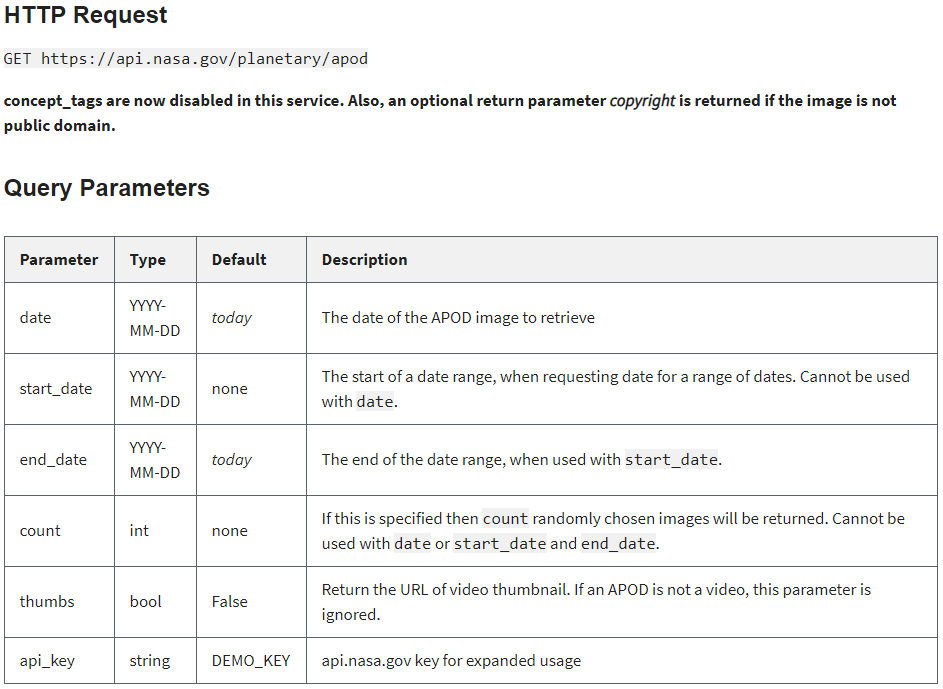 HTTP Request
GET https://api.nasa.gov/planetary/apod
concept_tags are now disabled in this service. Also, an optional return parameter copyright is returned if the image is not
public domain.
Query Parameters
Parameter Type Default Description
date YYYY-MM-DD today The date of the APOD image to retrieve
start_date YYYY-MM-DD none The start of a date range, when requesting date for a range of dates. Cannot be used
with date.
end_date YYYY-MM-DD today The end of the date range, when used with start_date.
count int none If this is specified then count randomly chosen images will be returned. Cannot be
used with date or start_date and end_date.
thumbs bool False Return the URL of video thumbnail. If an APOD is not a video, this parameter is
ignored.
api_key string DEMO_KEY api.nasa.gov key for expanded usage